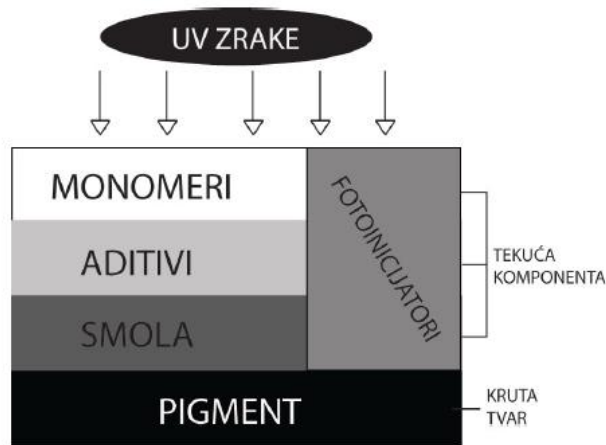 UV ZRAKE
MONOMERI
FOTOINICIJATORI
ADITIVI
TEKUĆA
KOMPONENTA
SMOLA
PIGMENT
KRUTA
TVAR